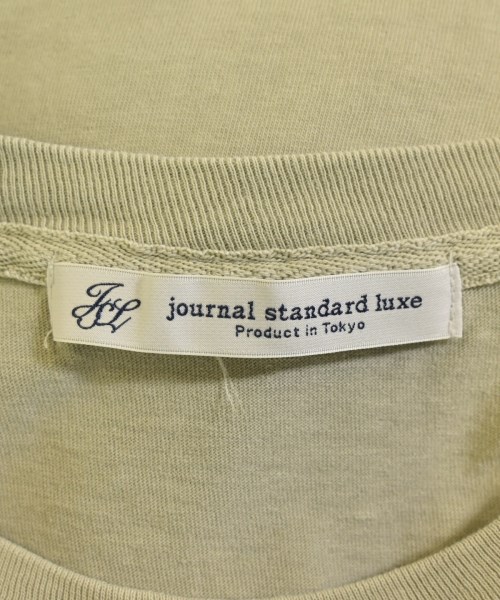 JSL
journal standard luxe
Product in Tokyo